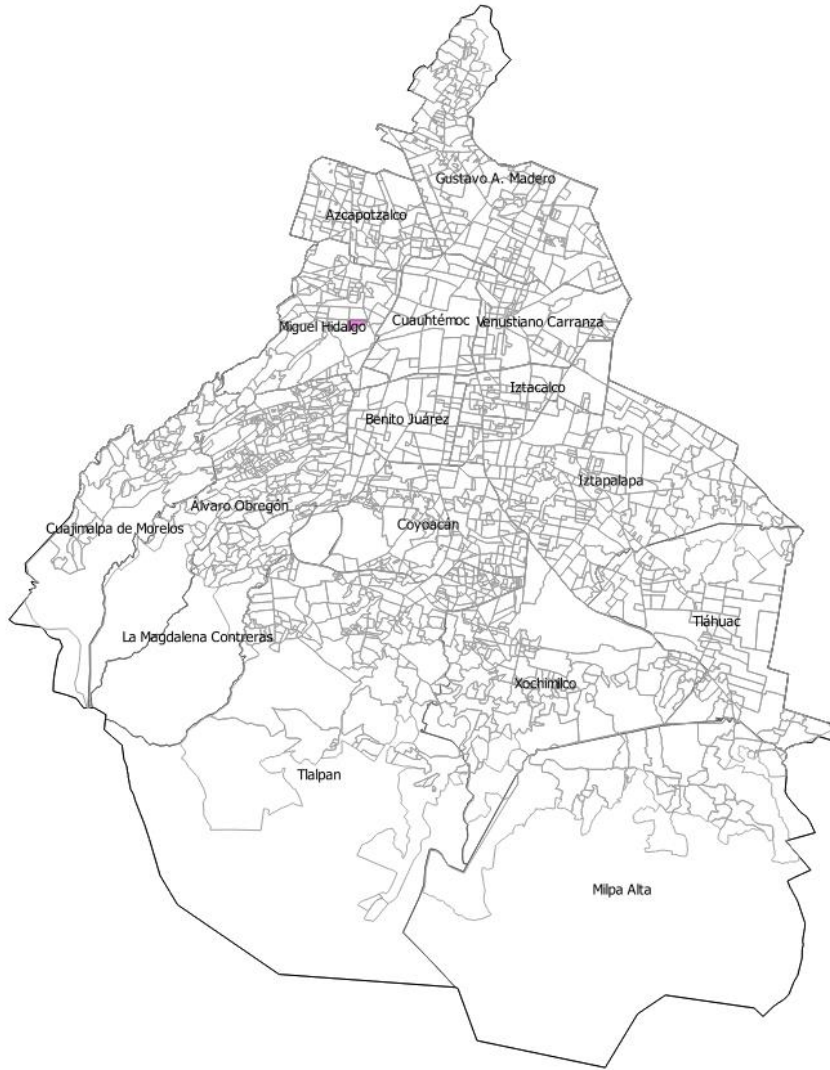 Gustavo A. Madero
Azcapotzalco
Miguel Hidalgo
Cuauhtémoc
Venustiano Carranza
Iztacalco
Benito Juárez
Iztapalapa
Álvaro Obregón
Cuajimalpa de Morelos
Coyoacán
La Magdalena Contreras
Tláhuac
Xochimilco
Tlalpan
Milpa Alta